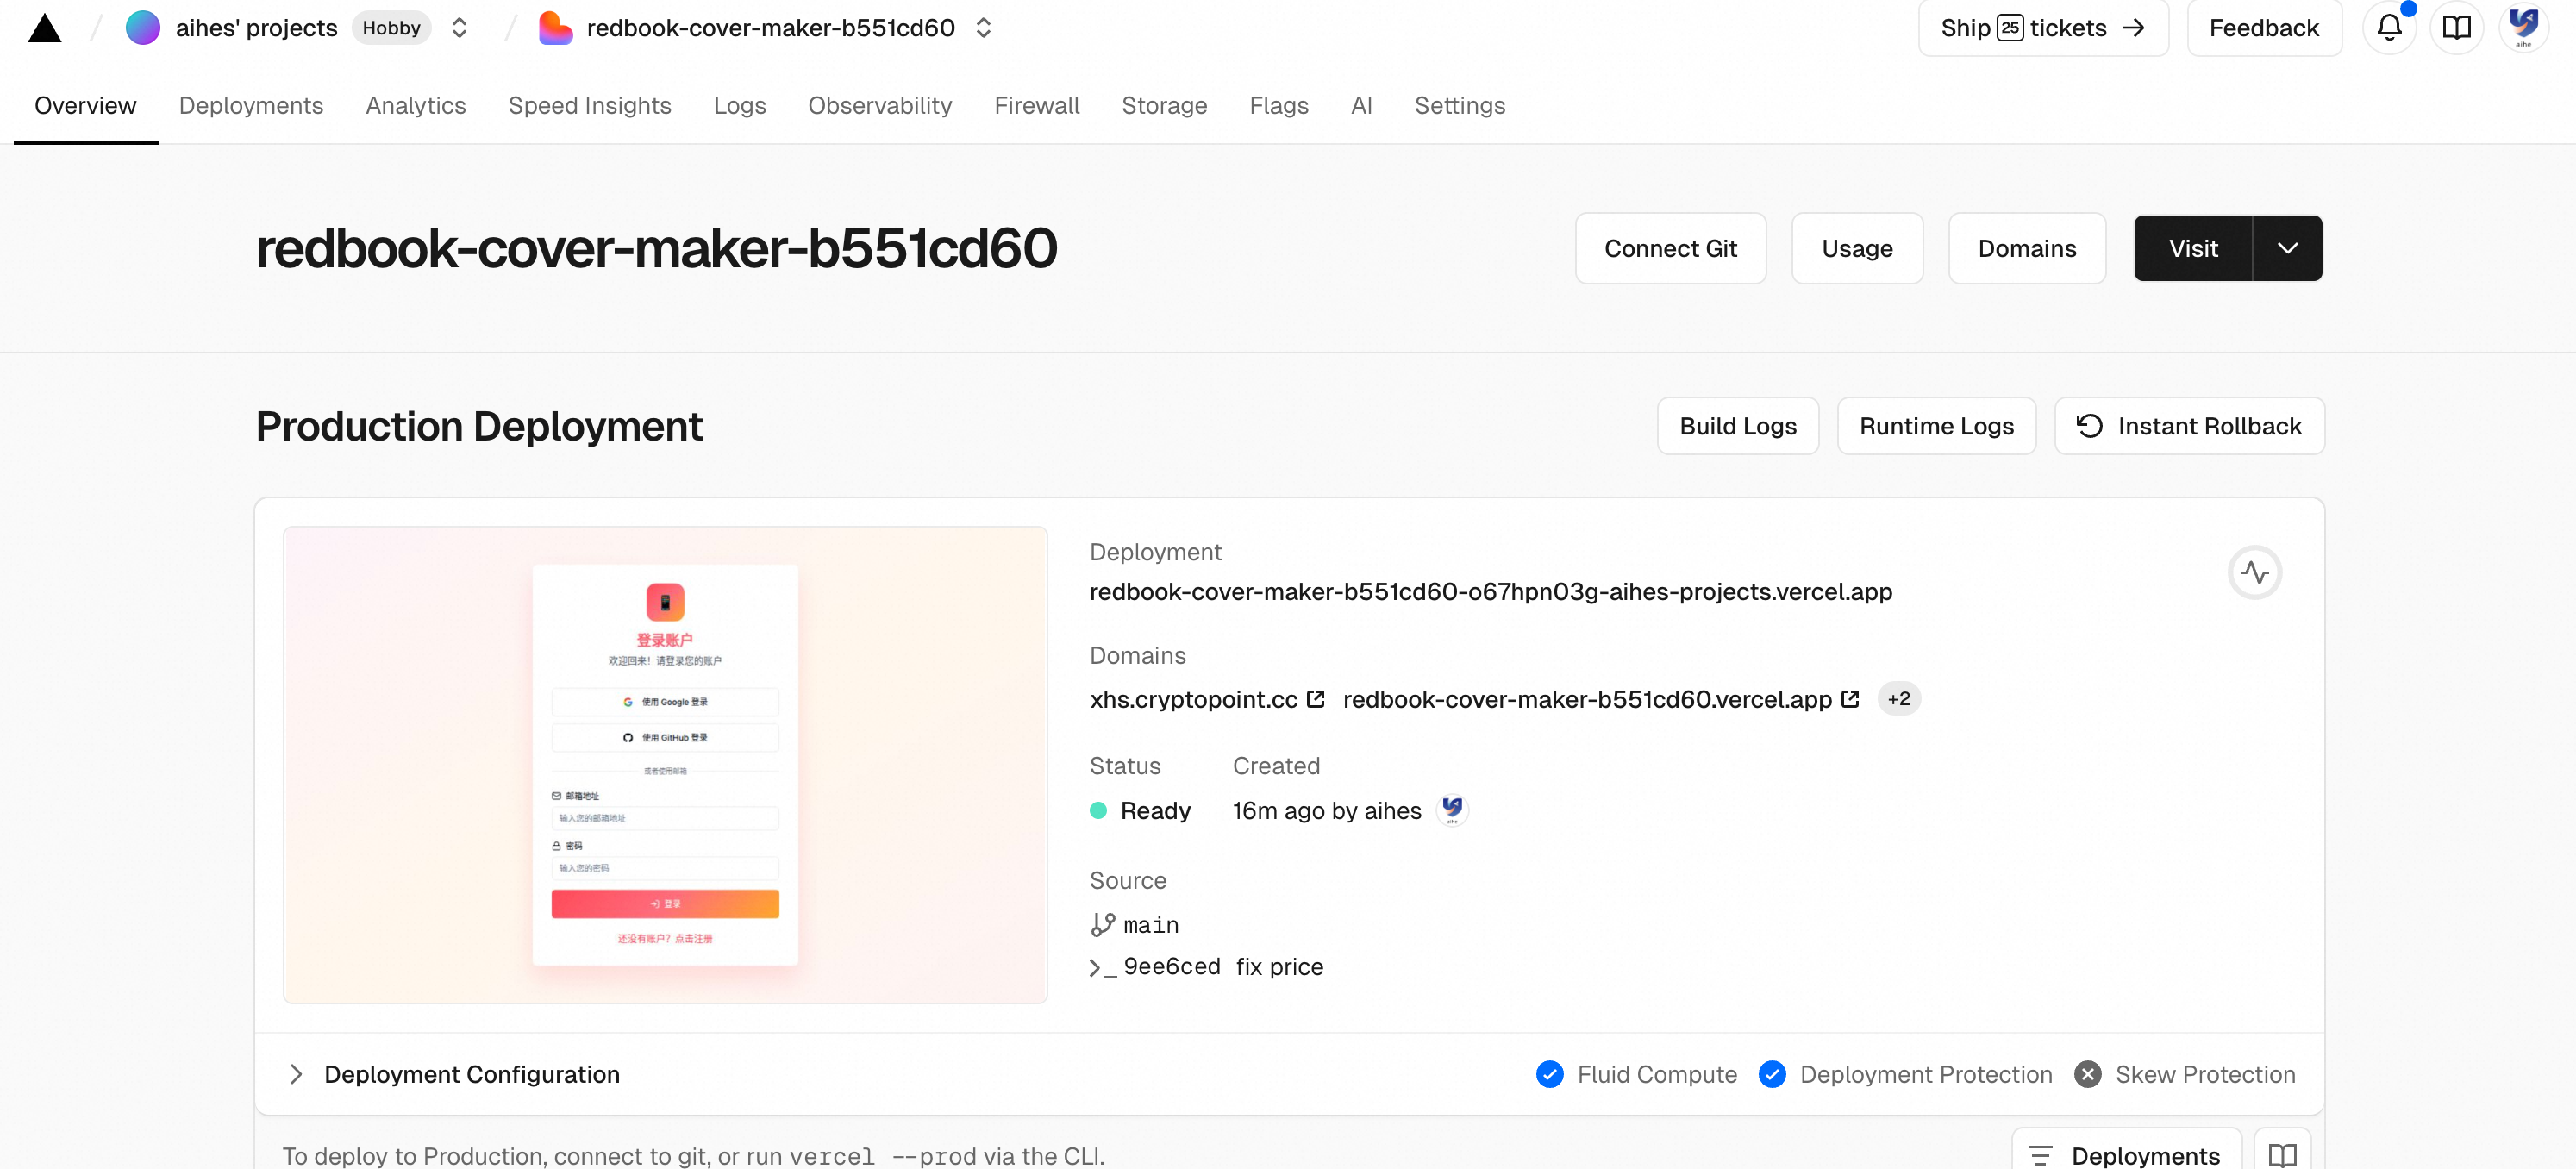 aihes' projects Hobby redbook-cover-maker-b551cd60 Ship 25 tickets → Feedback aihe
Overview Deployments Analytics Speed Insights Logs Observability Firewall Storage Flags AI Settings
redbook-cover-maker-b551cd60 Connect Git Usage Domains Visit
Production Deployment Build Logs Runtime Logs Instant Rollback
登录账户
欢迎回来！请登录您的账户
使用 Google 登录
使用 GitHub 登录
或者使用邮箱
邮箱地址
输入您的邮箱地址
密码
输入您的密码
登录
还没有账户？点击注册
Deployment
redbook-cover-maker-b551cd60-o67hpn03g-aihes-projects.vercel.app
Domains
xhs.cryptopoint.cc redbook-cover-maker-b551cd60.vercel.app +2
Status Created
Ready 16m ago by aihes aihe
Source
main
9ee6ced fix price
Deployment Configuration Fluid Compute Deployment Protection Skew Protection
To deploy to Production, connect to git, or run vercel --prod via the CLI. Deployments